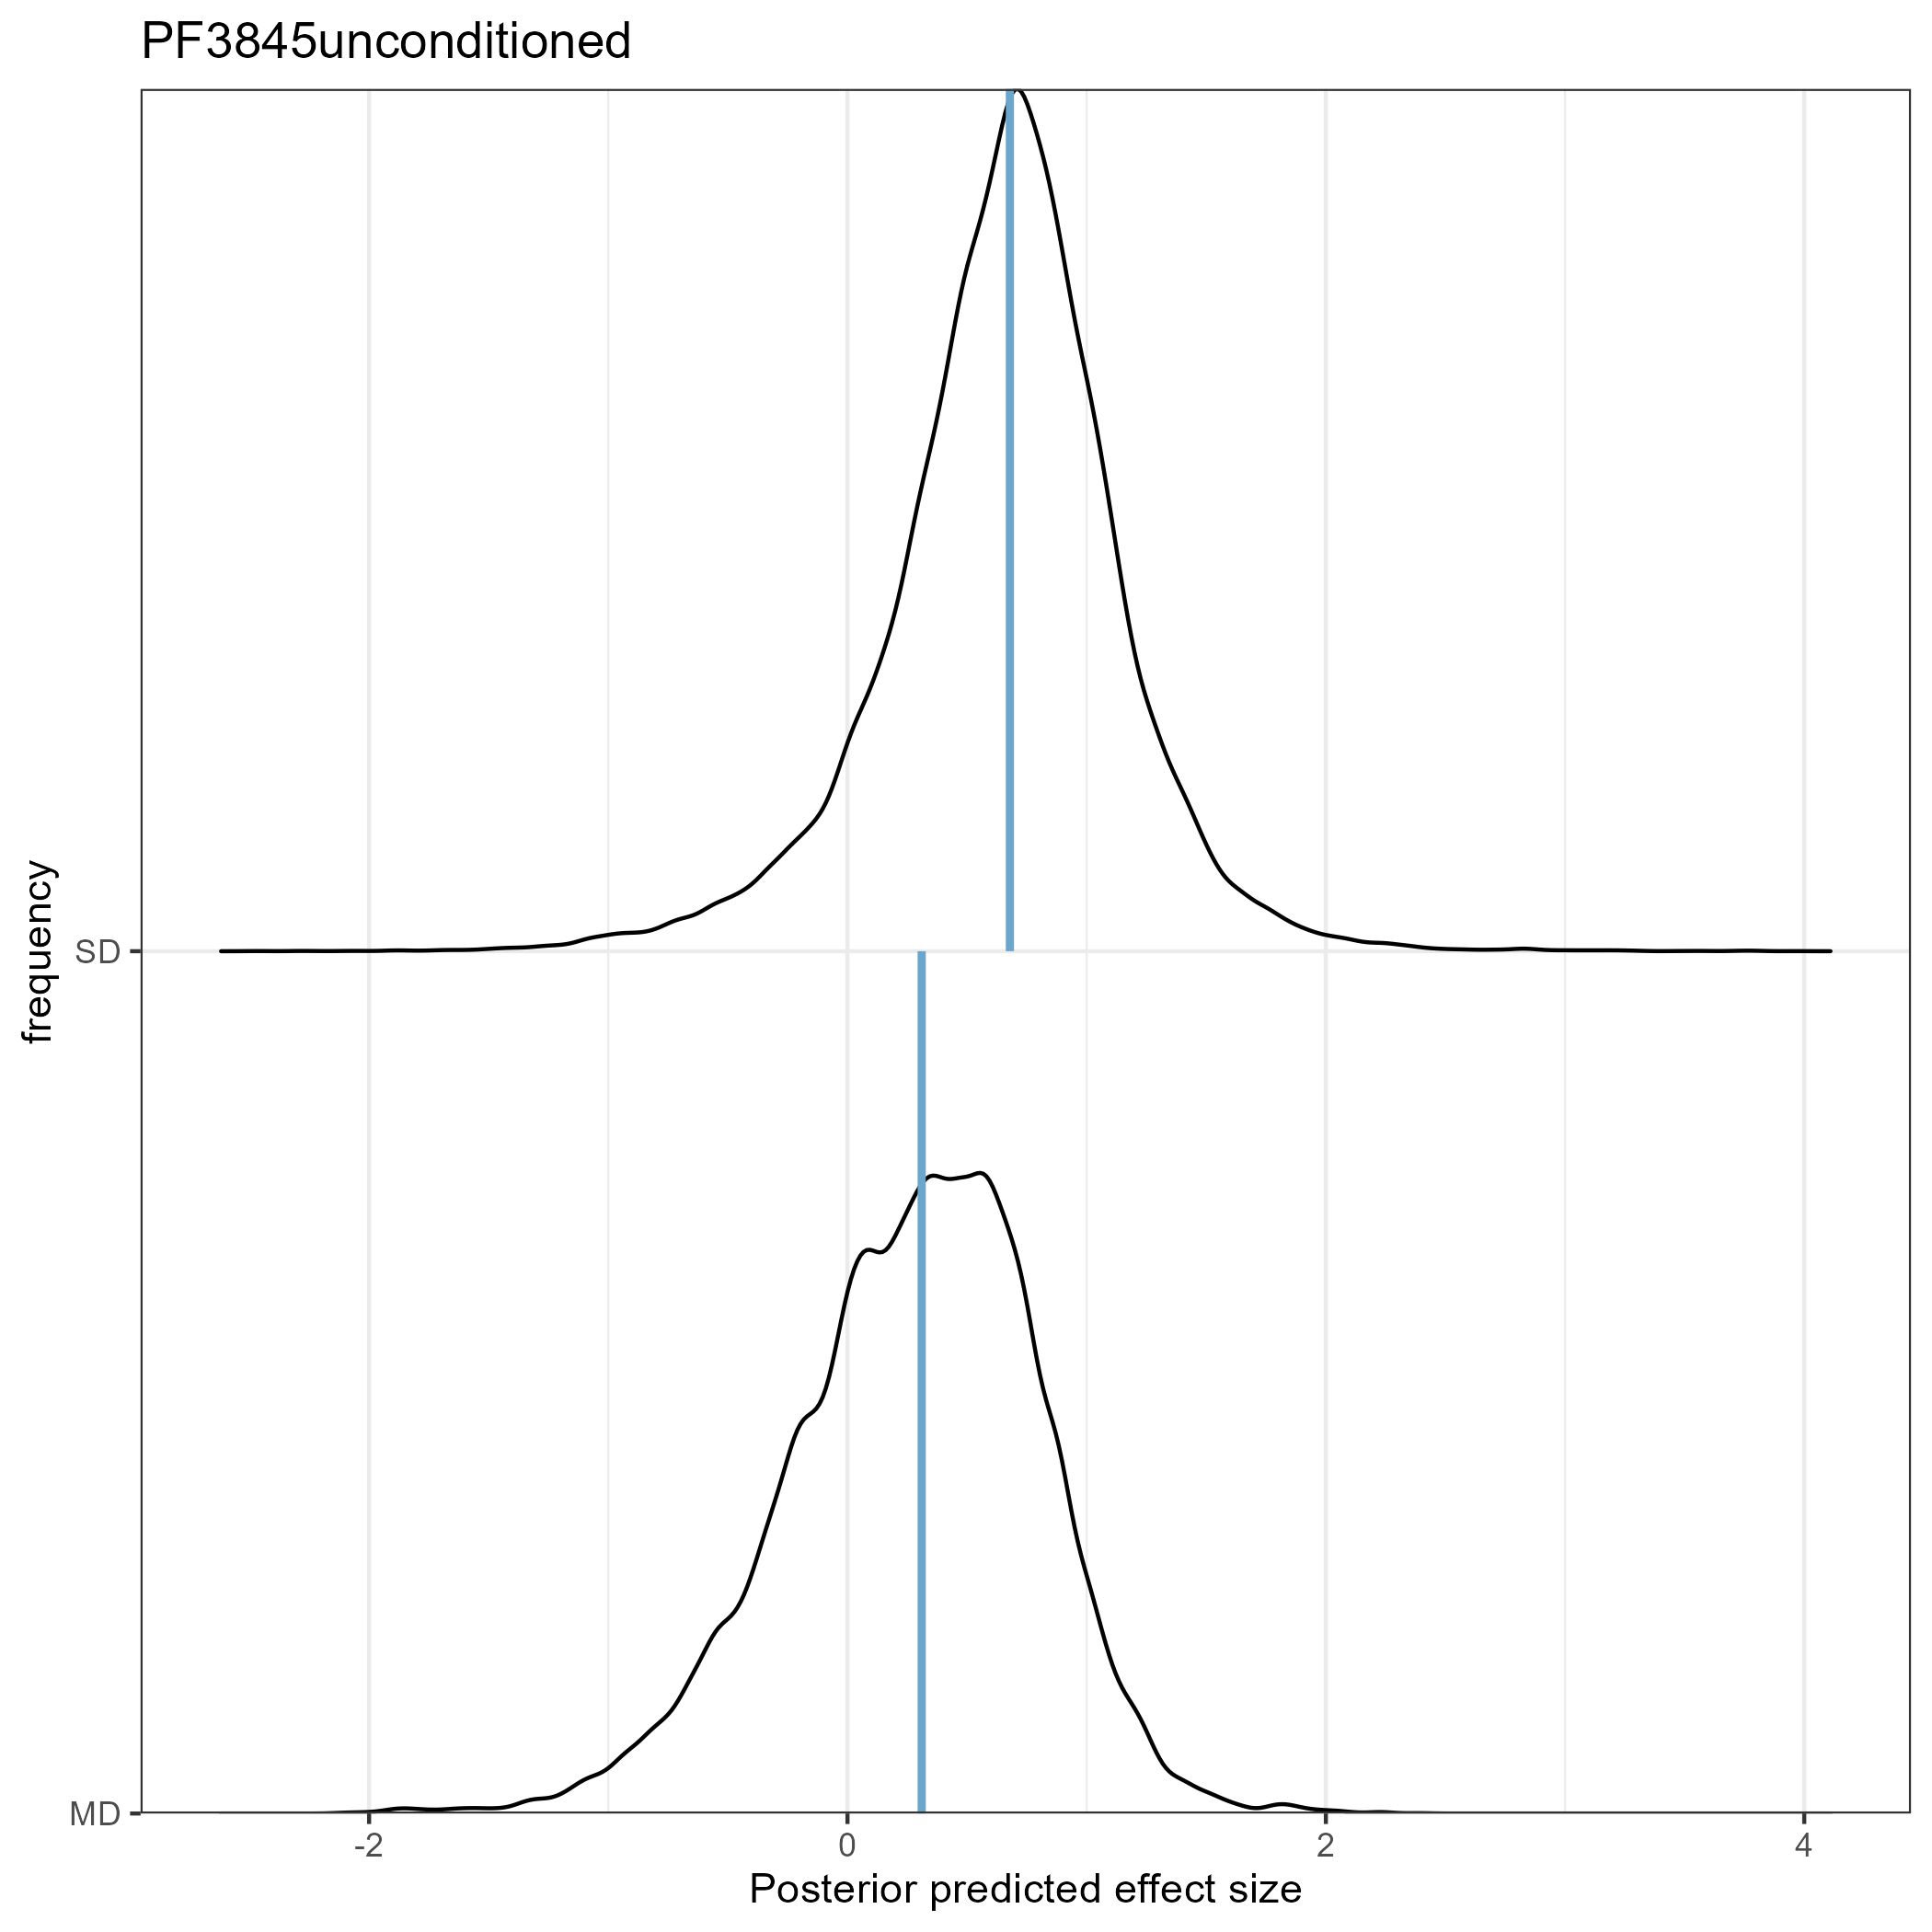 PF3845unconditioned
frequency
SD
MD
-2 0 2 4
Posterior predicted effect size